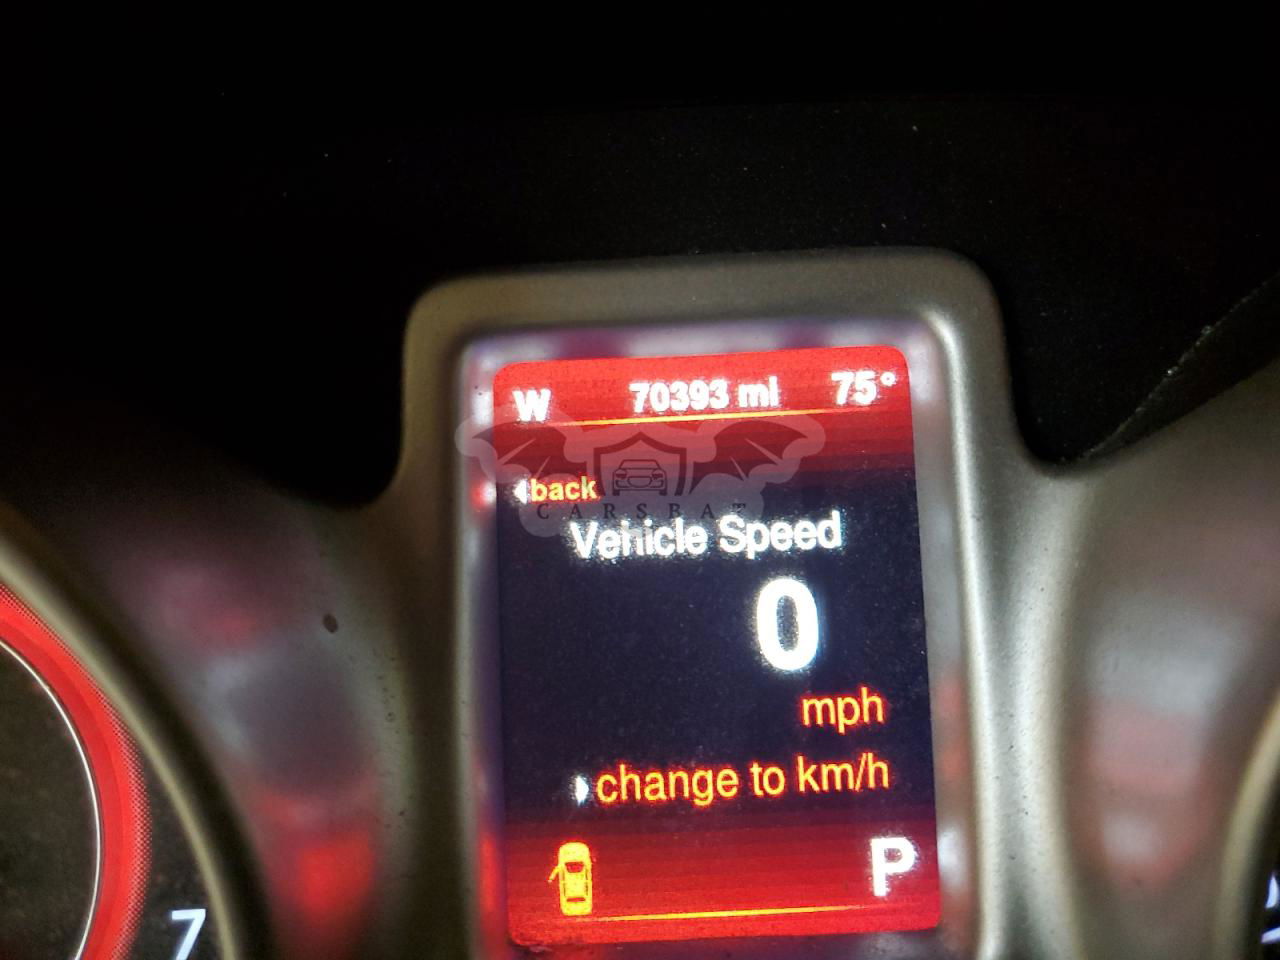 W 70393 mi 75°
back
CARSBAT
Vehicle Speed
0
mph
change to km/h
P
7